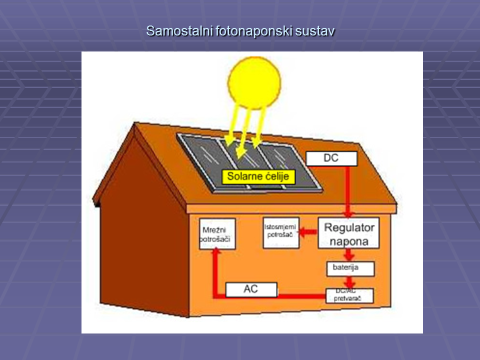 Samostalni fotonaponski sustav
DC
Solarne ćelije
Mrežni
potrošači
Istosmjerni
potrošač
Regulator
napona
baterija
AC
DC/AC
pretvarač